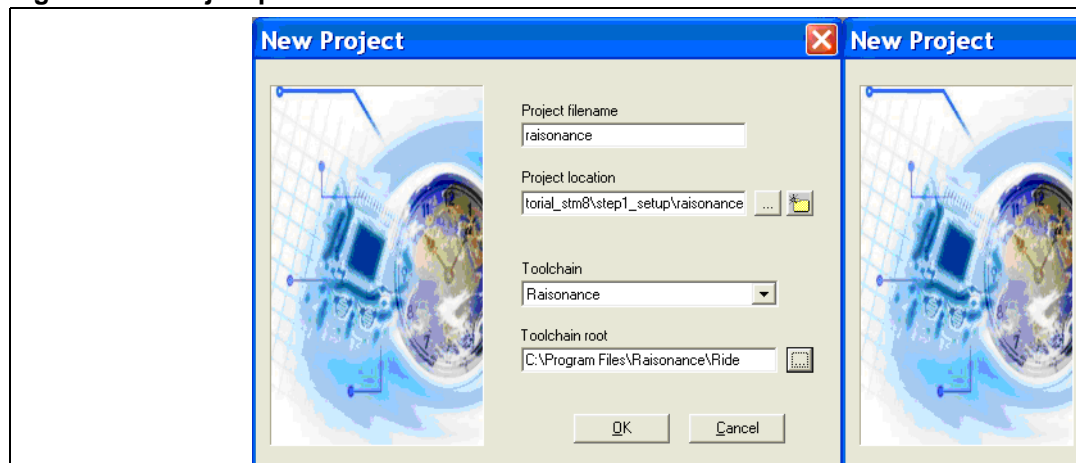 New Project
New Project
Project filename
raisonance
Project location
torial_stm8\step1_setup\raisonance
...
Toolchain
Raisonance
Toolchain root
C:\Program Files\Raisonance\Ride
...
OK
Cancel